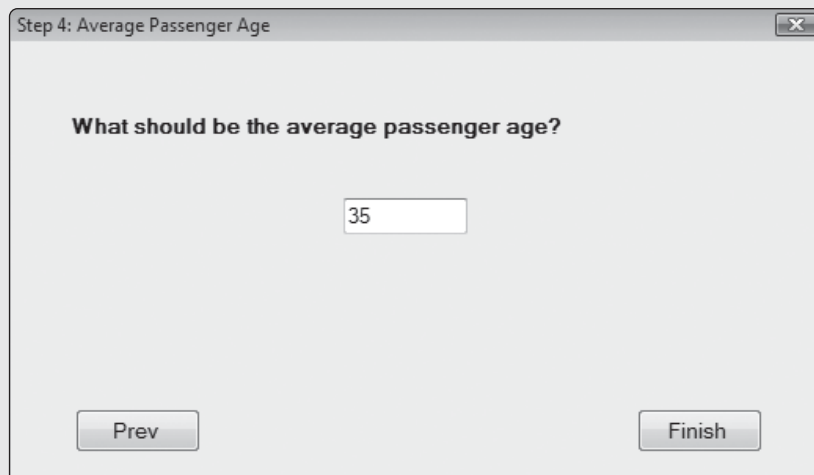 Step 4: Average Passenger Age
What should be the average passenger age?
35
Prev
Finish